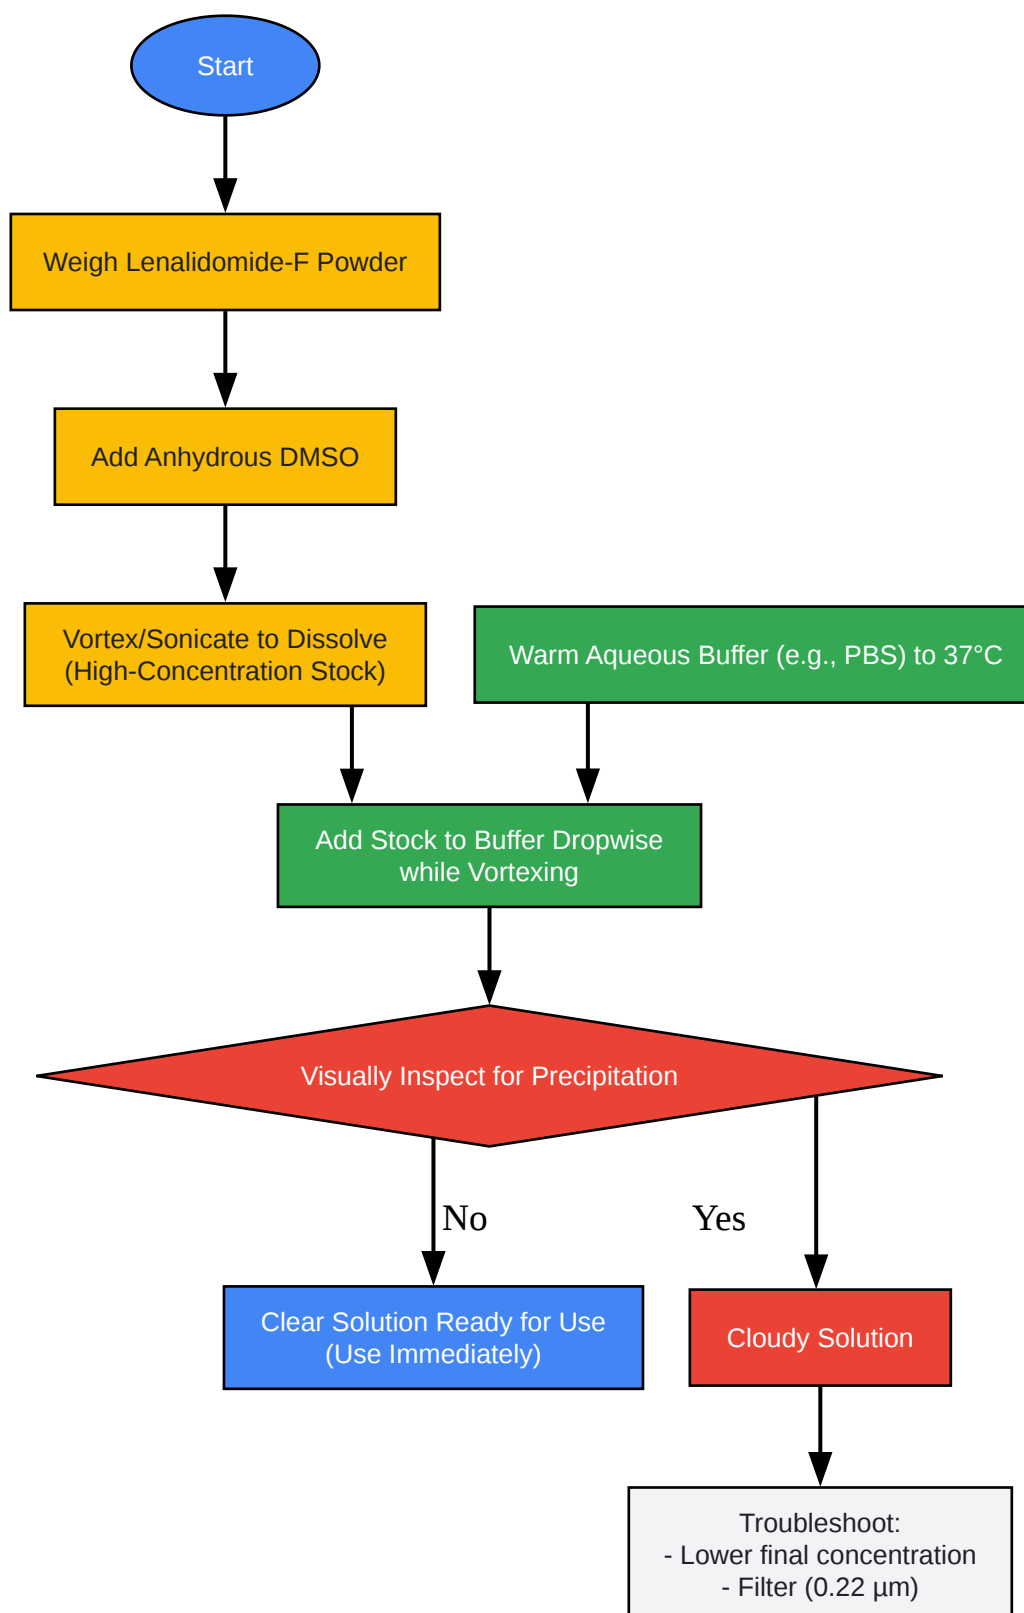 Start
Weigh Lenalidomide-F Powder
Add Anhydrous DMSO
Vortex/Sonicate to Dissolve
(High-Concentration Stock)
Warm Aqueous Buffer (e.g., PBS) to 37°C
Add Stock to Buffer Dropwise
while Vortexing
Visually Inspect for Precipitation
No
Yes
Clear Solution Ready for Use
(Use Immediately)
Cloudy Solution
Troubleshoot:
- Lower final concentration
- Filter (0.22 µm)